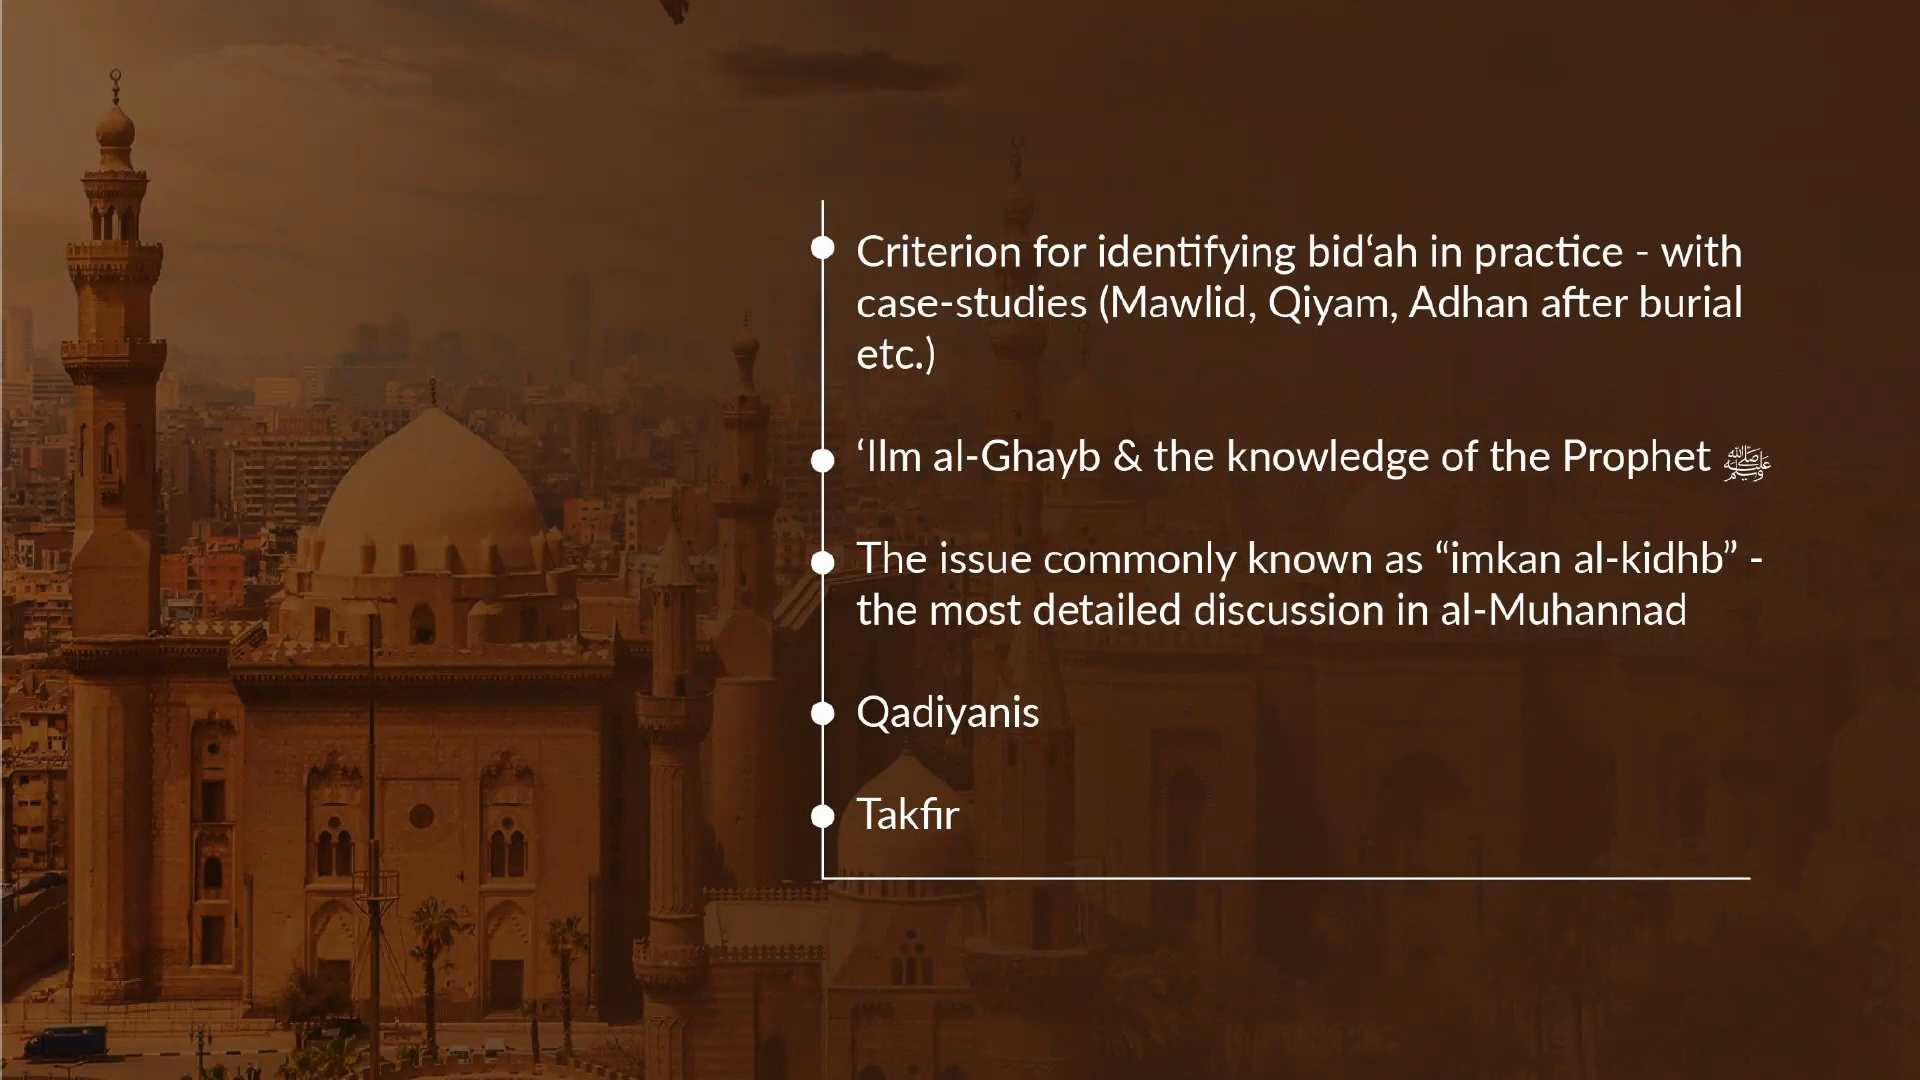 Criterion for identifying bid‘ah in practice - with
case-studies (Mawlid, Qiyam, Adhan after burial
etc.)
‘Ilm al-Ghayb & the knowledge of the Prophet ﷺ
The issue commonly known as “imkan al-kidhb” -
the most detailed discussion in al-Muhannad
Qadiyanis
Takfir